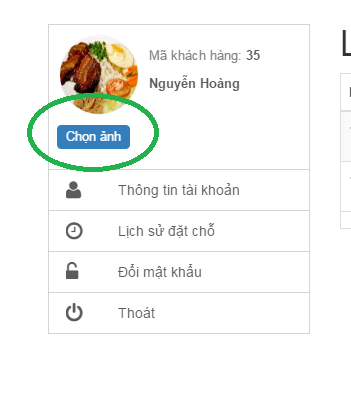 Mã khách hàng: 35
Nguyễn Hoàng
Chọn ảnh
Thông tin tài khoản
Lịch sử đặt chỗ
Đổi mật khẩu
Thoát